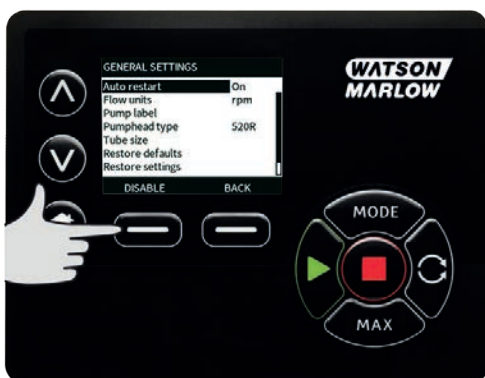 GENERAL SETTINGS
Auto restart On
Flow units rpm
Pump label
Pumphead type 520R
Tube size
Restore defaults
Restore settings
DISABLE BACK
WATSON
MARLOW
MODE
MAX